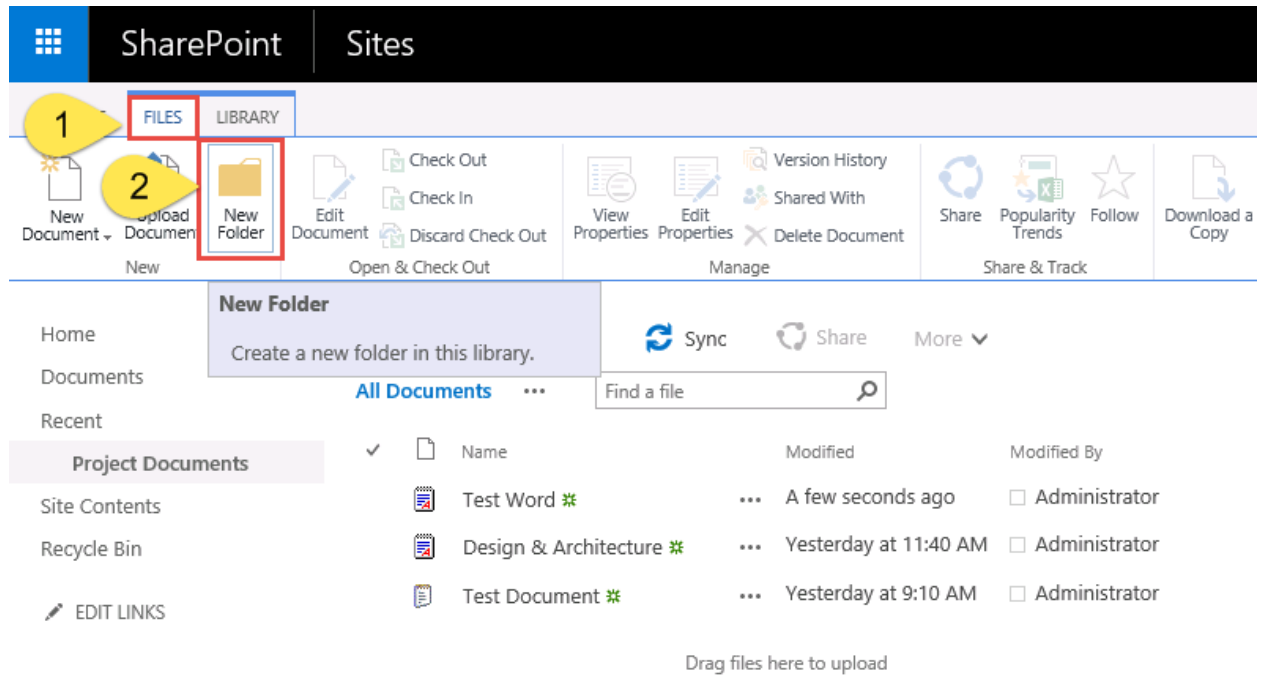 SharePoint Sites
1 FILES LIBRARY
2
New Document
Upload Document
New Folder
New
Edit Document
Check Out
Check In
Discard Check Out
Open & Check Out
View Properties
Edit Properties
Version History
Shared With
Delete Document
Manage
Share
Popularity Trends
Follow
Share & Track
Download a Copy
New Folder
Create a new folder in this library.
Home
Documents
Recent
Project Documents
Site Contents
Recycle Bin
EDIT LINKS
Sync Share More
All Documents ... Find a file
Name Modified Modified By
Test Word ... A few seconds ago Administrator
Design & Architecture ... Yesterday at 11:40 AM Administrator
Test Document ... Yesterday at 9:10 AM Administrator
Drag files here to upload